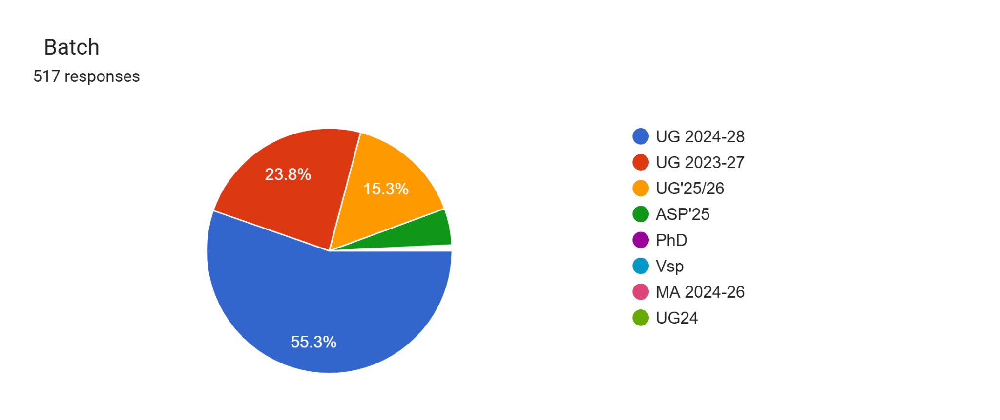 Batch
517 responses
23.8%
15.3%
55.3%
UG 2024-28
UG 2023-27
UG'25/26
ASP'25
PhD
Vsp
MA 2024-26
UG24